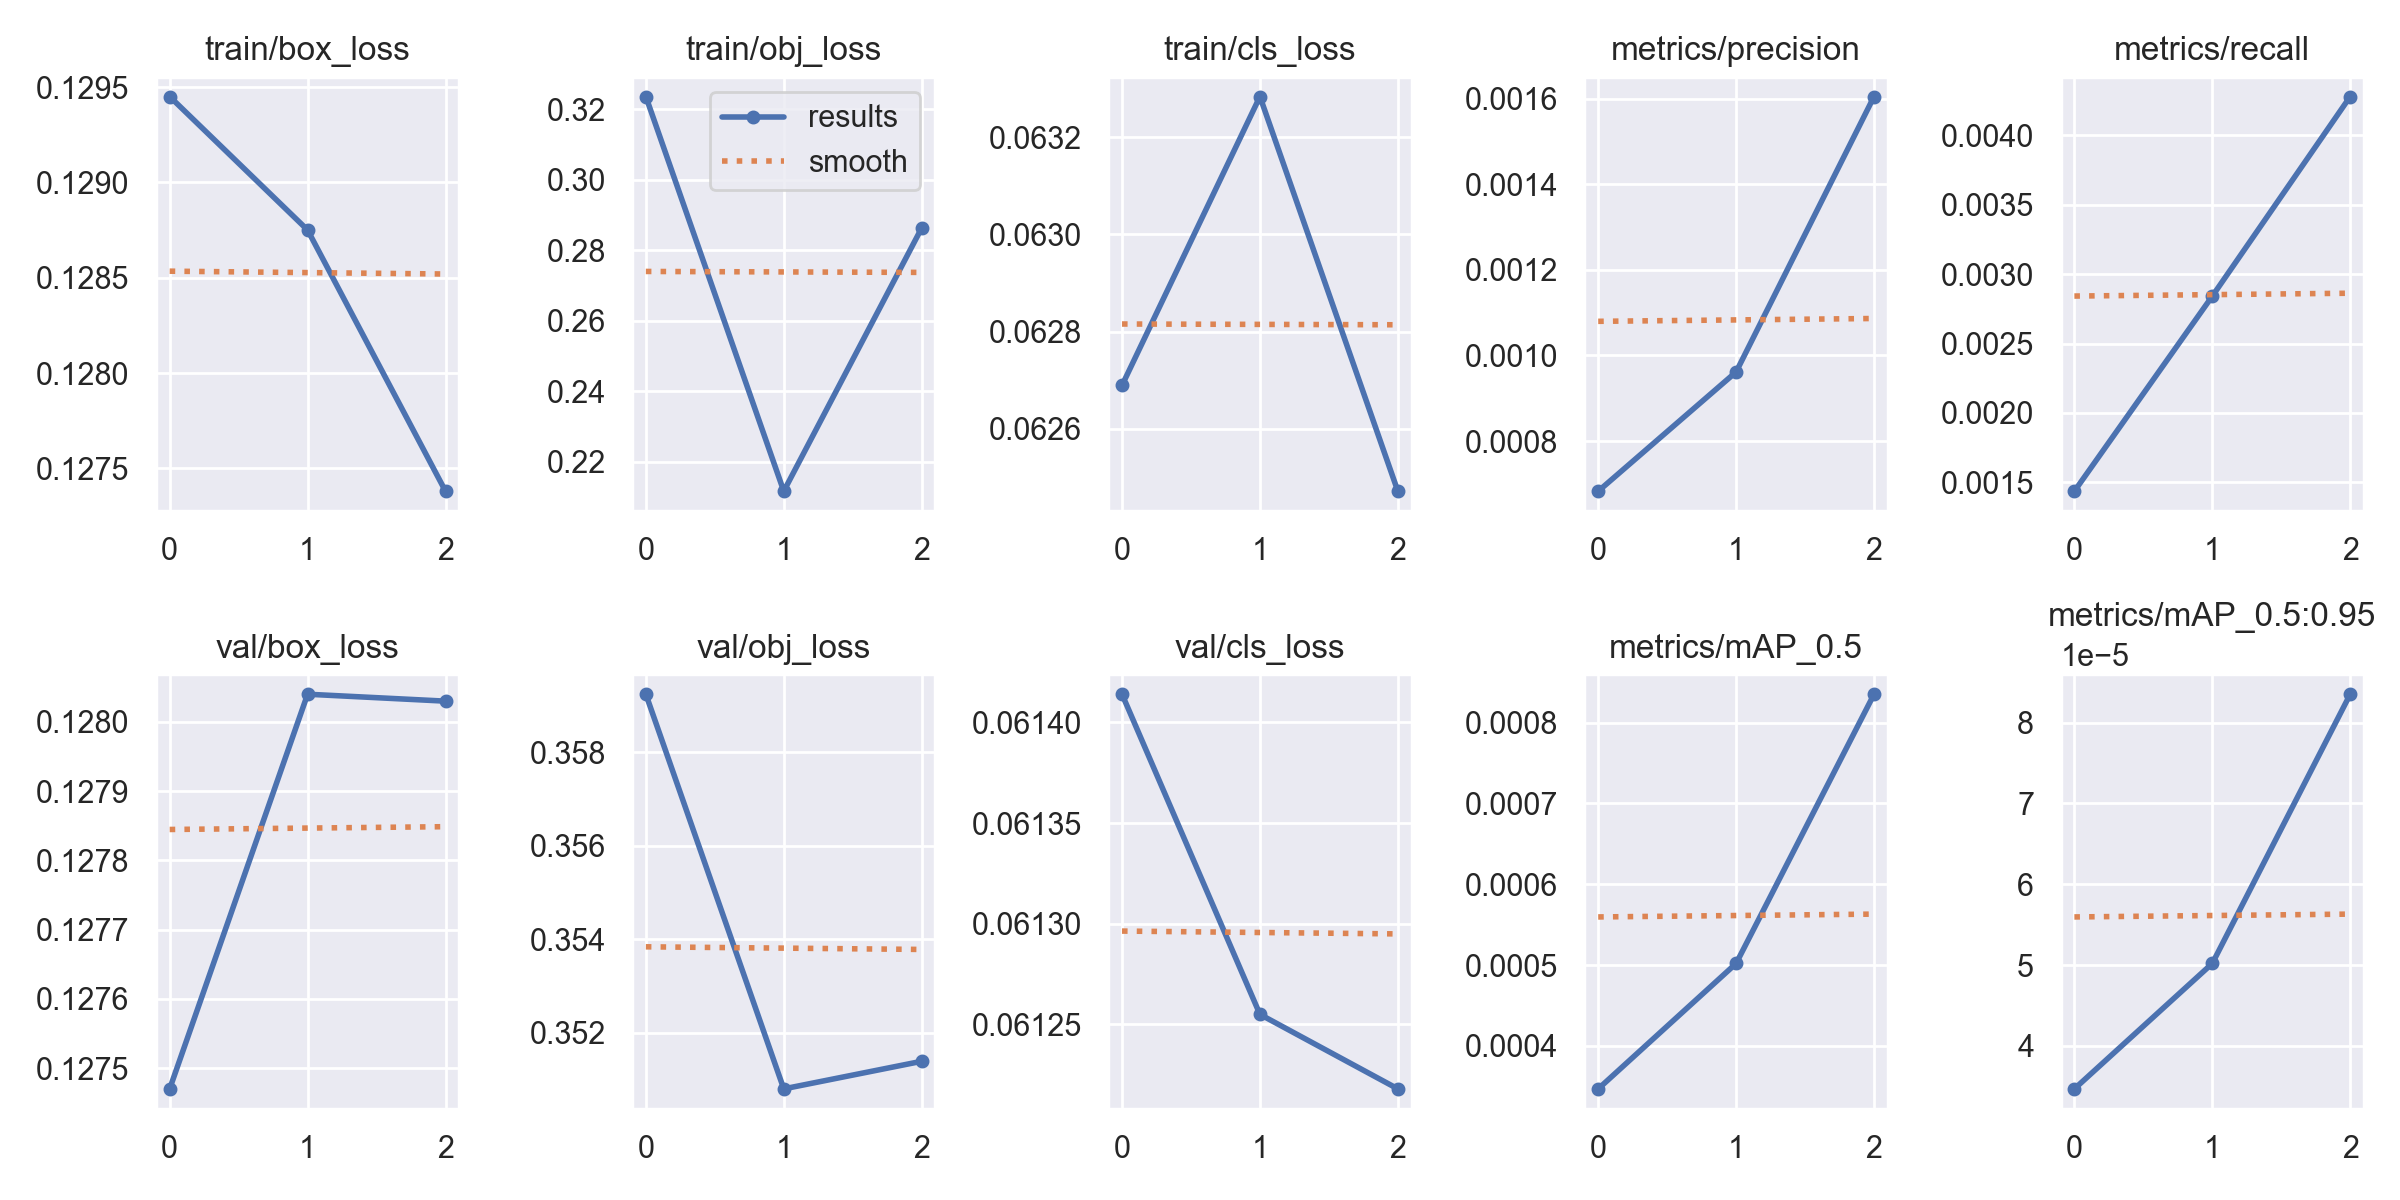 train/box_loss
0.1295
0.1290
0.1285
0.1280
0.1275
0 1 2
train/obj_loss
results
smooth
0.32
0.30
0.28
0.26
0.24
0.22
0 1 2
train/cls_loss
0.0632
0.0630
0.0628
0.0626
0 1 2
metrics/precision
0.0016
0.0014
0.0012
0.0010
0.0008
0 1 2
metrics/recall
0.0040
0.0035
0.0030
0.0025
0.0020
0.0015
0 1 2
val/box_loss
0.1280
0.1279
0.1278
0.1277
0.1276
0.1275
0 1 2
val/obj_loss
0.358
0.356
0.354
0.352
0 1 2
val/cls_loss
0.06140
0.06135
0.06130
0.06125
0 1 2
metrics/mAP_0.5
0.0008
0.0007
0.0006
0.0005
0.0004
0 1 2
metrics/mAP_0.5:0.95
1e−5
8
7
6
5
4
0 1 2